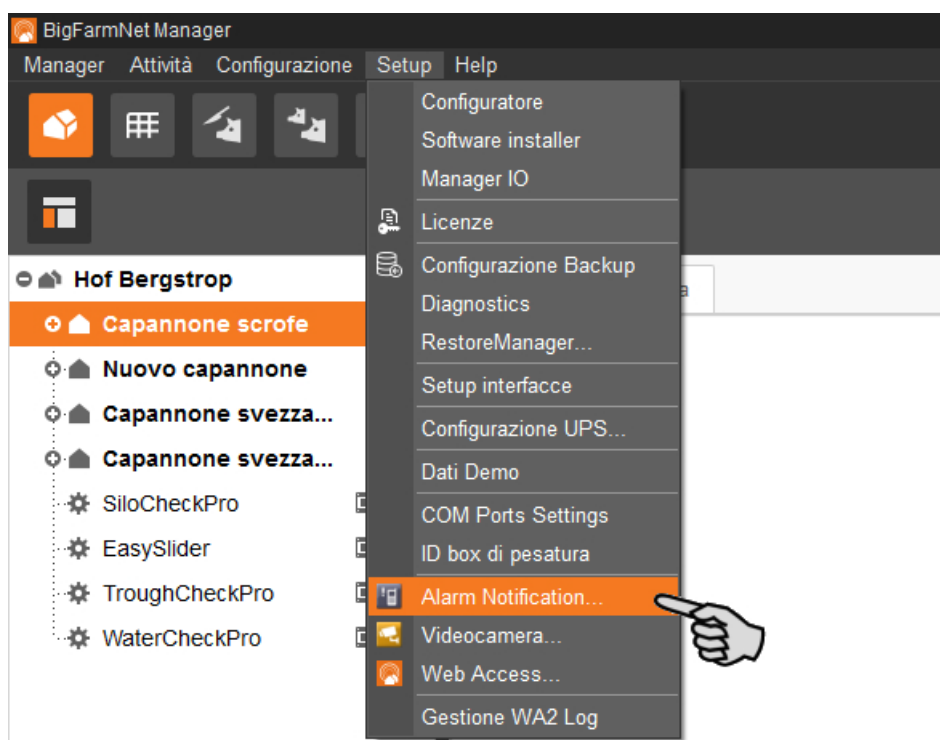 BigFarmNet Manager
Manager Attività Configurazione Setup Help
Configuratore
Software installer
Manager IO
Licenze
Configurazione Backup
Diagnostics
RestoreManager...
Setup interfacce
Configurazione UPS...
Dati Demo
COM Ports Settings
ID box di pesatura
Alarm Notification...
Videocamera...
Web Access...
Gestione WA2 Log
Hof Bergstrop
Capannone scrofe
Nuovo capannone
Capannone svezza...
Capannone svezza...
SiloCheckPro
EasySlider
TroughCheckPro
WaterCheckPro